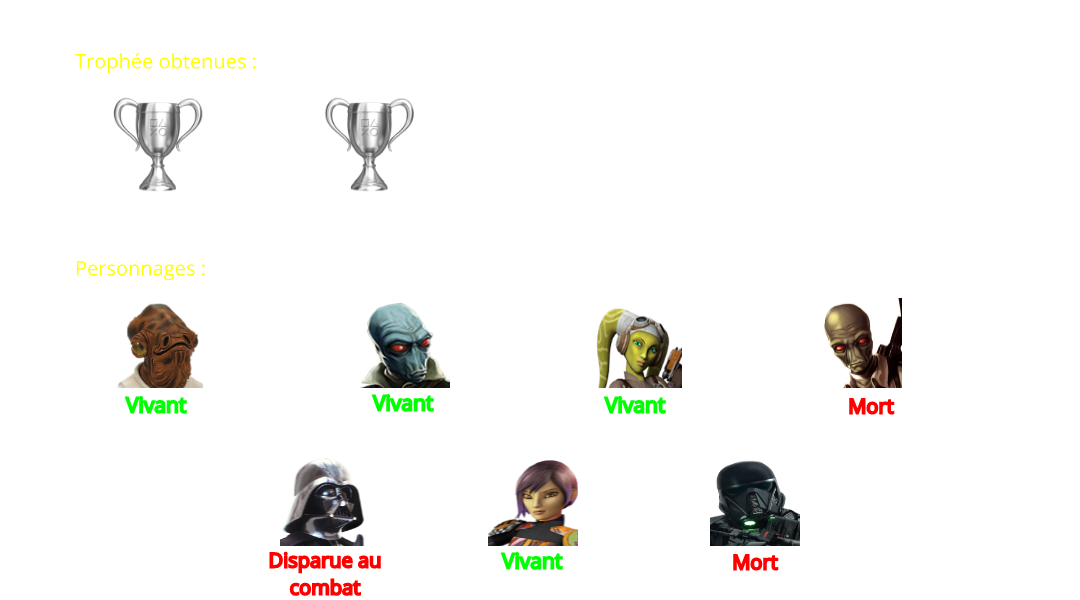 Trophée obtenues :
Personnages :
Vivant
Vivant
Vivant
Mort
Disparue au
combat
Vivant
Mort